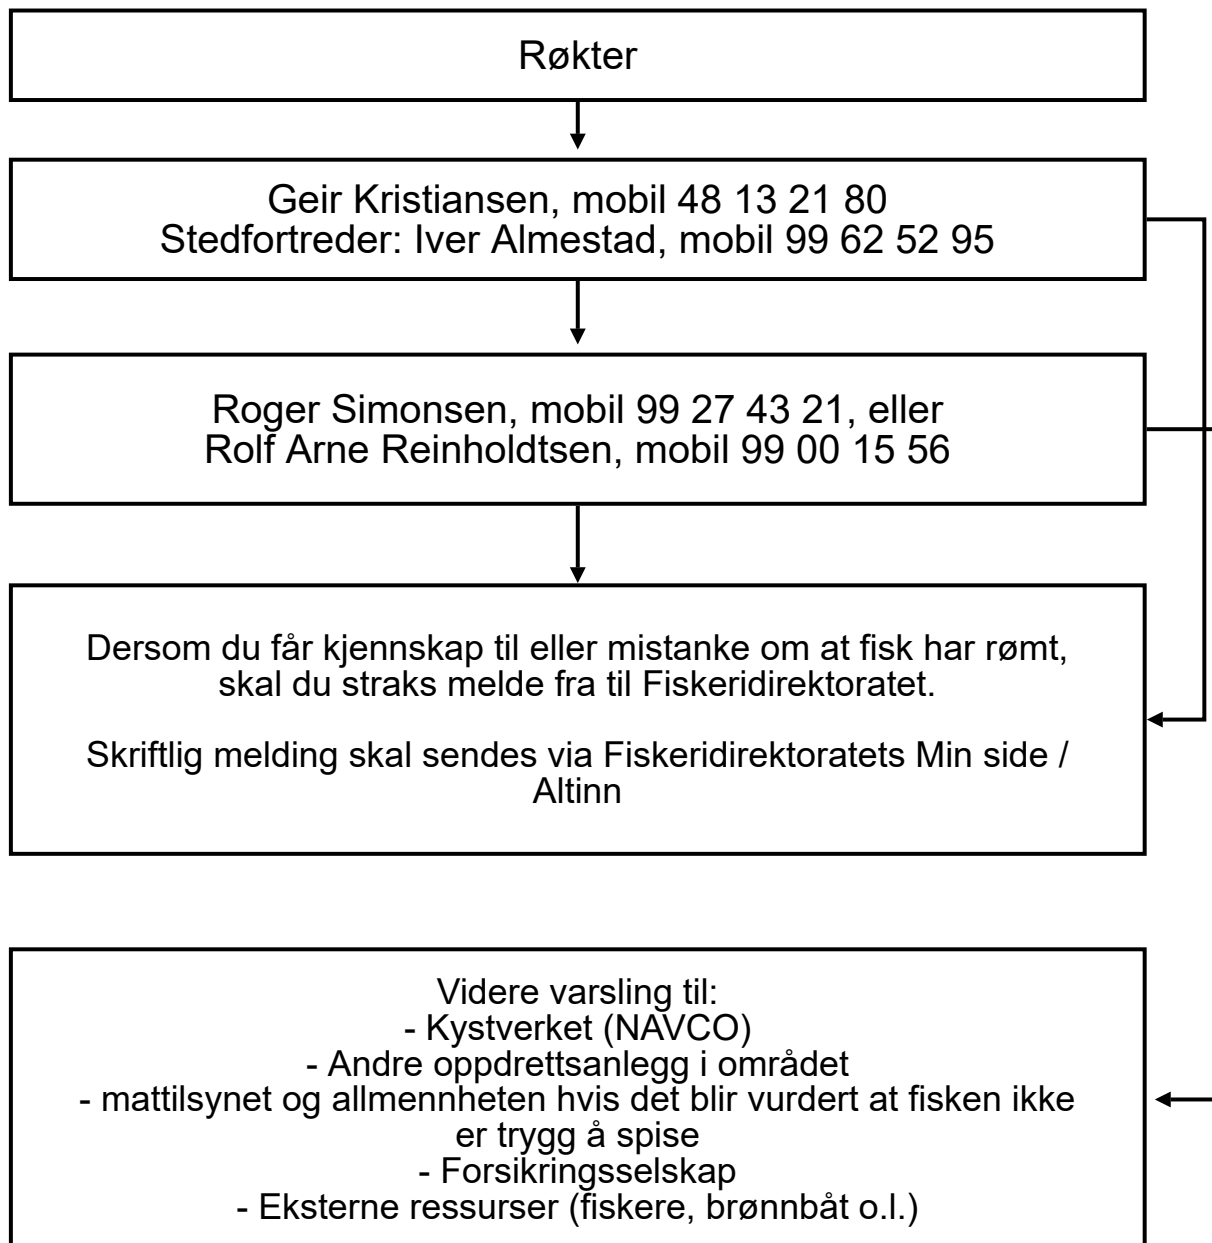 Røkter
Geir Kristiansen, mobil 48 13 21 80
Stedfortreder: Iver Almestad, mobil 99 62 52 95
Roger Simonsen, mobil 99 27 43 21, eller
Rolf Arne Reinholdtsen, mobil 99 00 15 56
Dersom du får kjennskap til eller mistanke om at fisk har rømt,
skal du straks melde fra til Fiskeridirektoratet.
Skriftlig melding skal sendes via Fiskeridirektoratets Min side /
Altinn
Videre varsling til:
- Kystverket (NAVCO)
- Andre oppdrettsanlegg i området
- mattilsynet og allmennheten hvis det blir vurdert at fisken ikke
er trygg å spise
- Forsikringsselskap
- Eksterne ressurser (fiskere, brønnbåt o.l.)